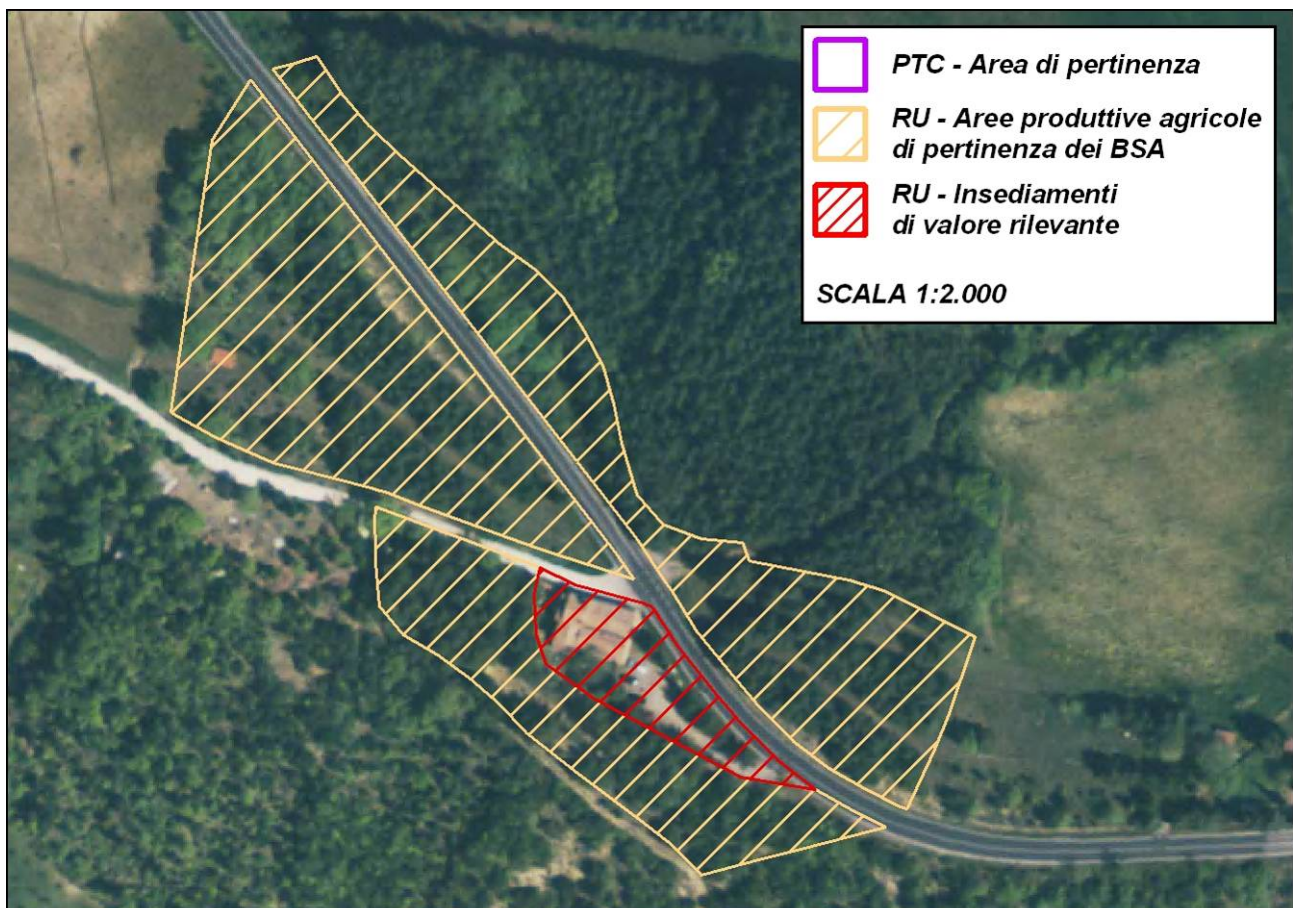 PTC - Area di pertinenza
RU - Aree produttive agricole
di pertinenza dei BSA
RU - Insediamenti
di valore rilevante
SCALA 1:2.000